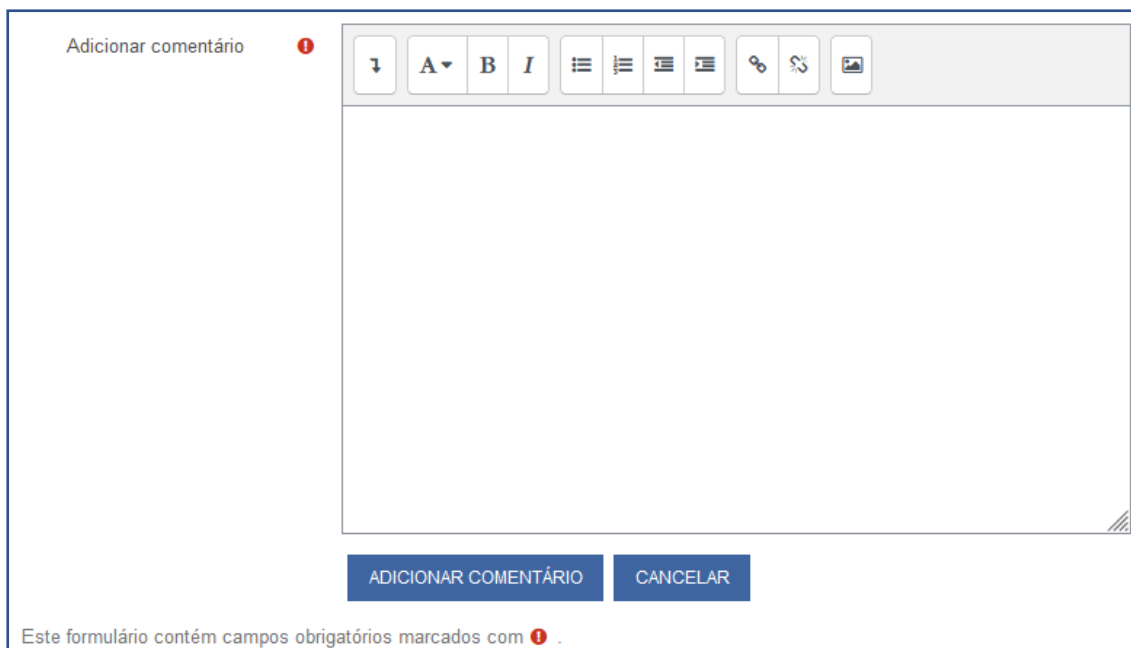 Adicionar comentário
A B I
ADICIONAR COMENTÁRIO CANCELAR
Este formulário contém campos obrigatórios marcados com .